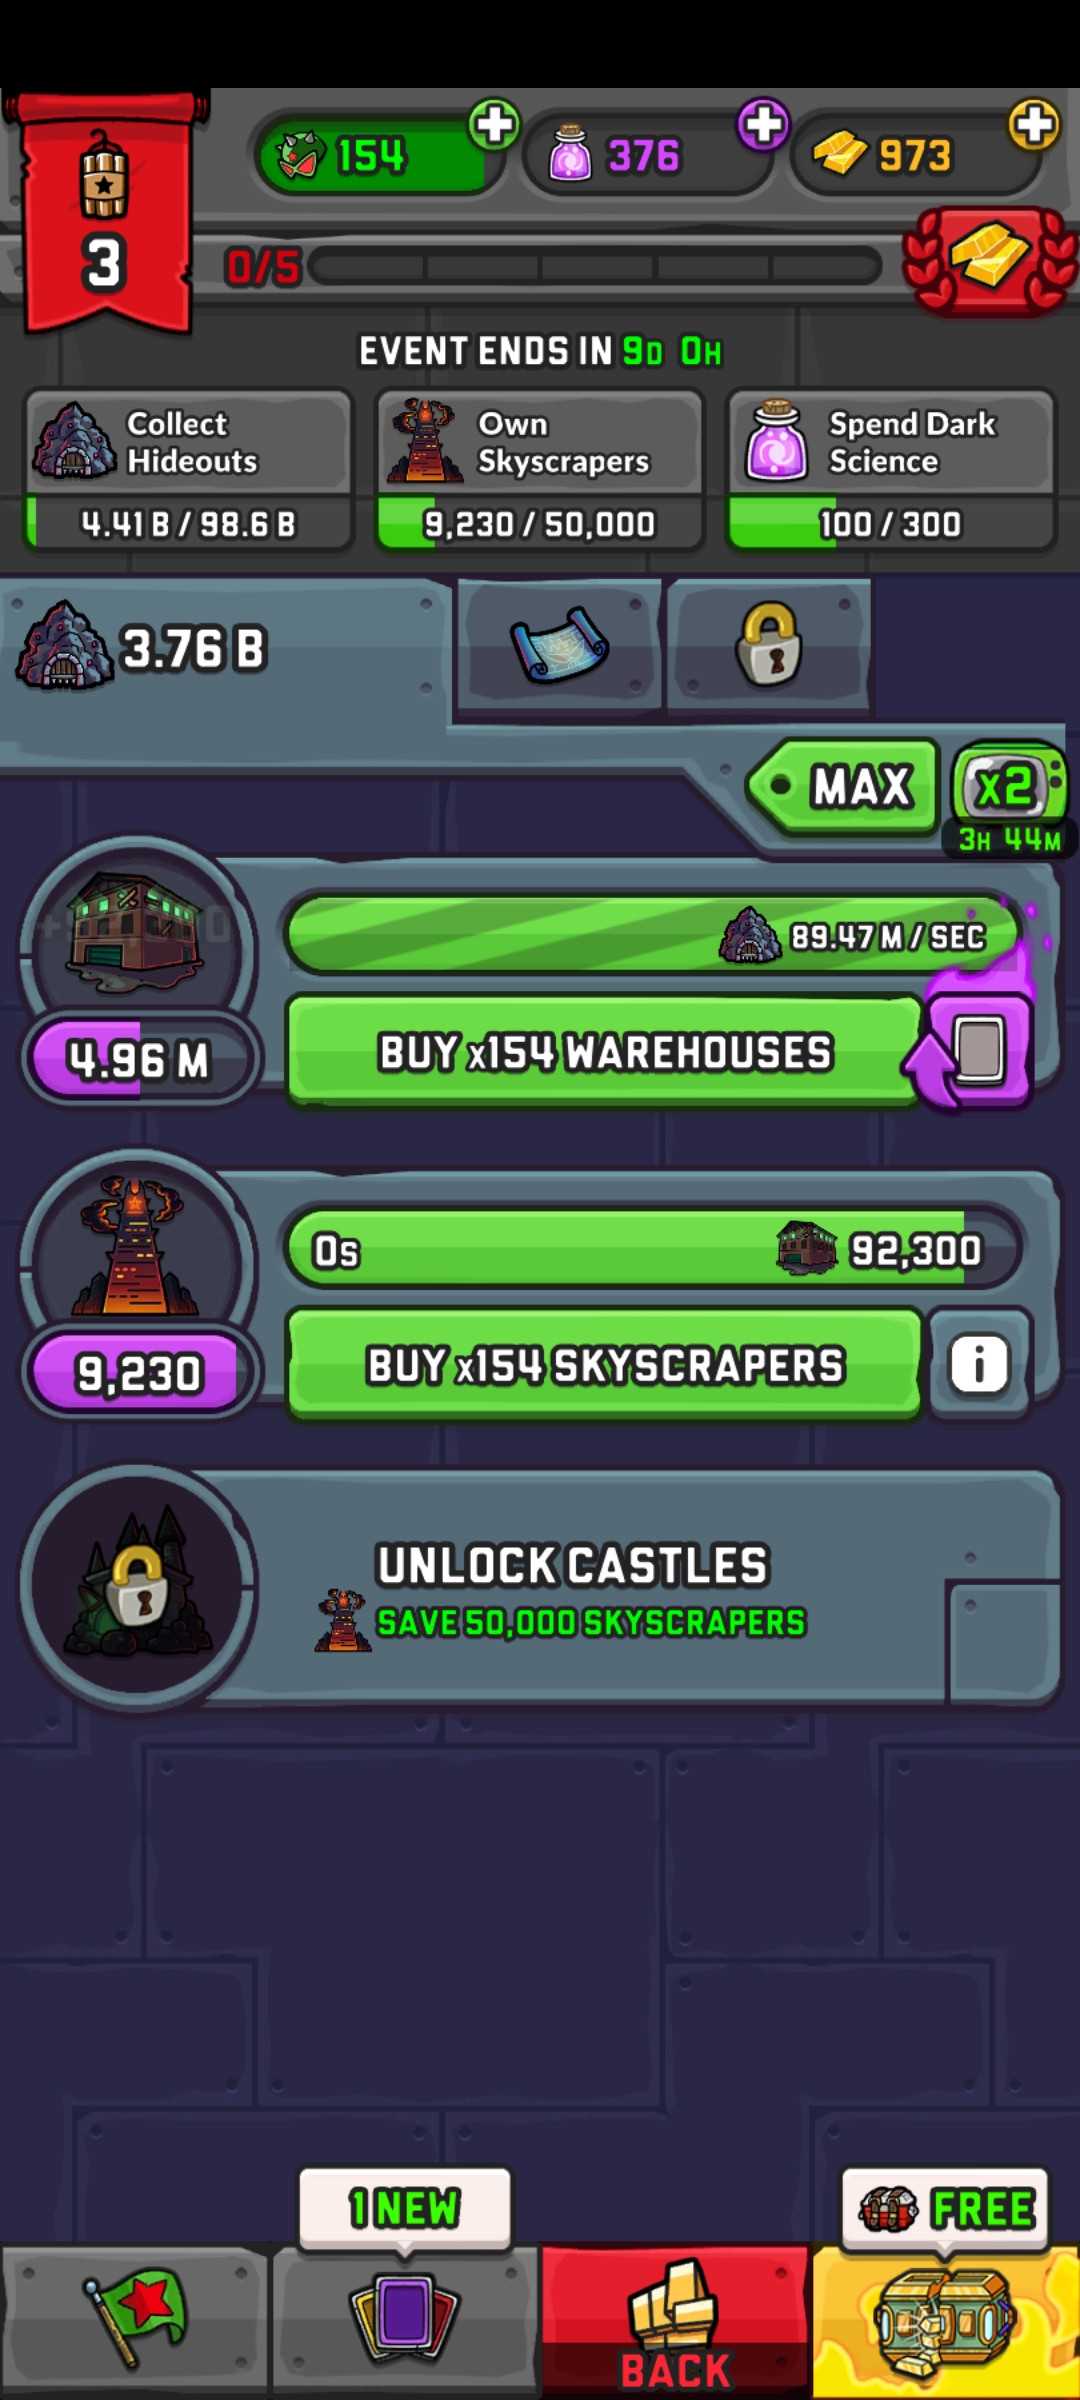 154
376
973
3
0/5
EVENT ENDS IN 9D 0H
Collect
Hideouts
4.41 B / 98.6 B
Own
Skyscrapers
9,230 / 50,000
Spend Dark
Science
100 / 300
3.76 B
MAX
x2
3H 44M
89.47 M / SEC
4.96 M
BUY x154 WAREHOUSES
0s
92,300
9,230
BUY x154 SKYSCRAPERS
i
UNLOCK CASTLES
SAVE 50,000 SKYSCRAPERS
1 NEW
FREE
BACK